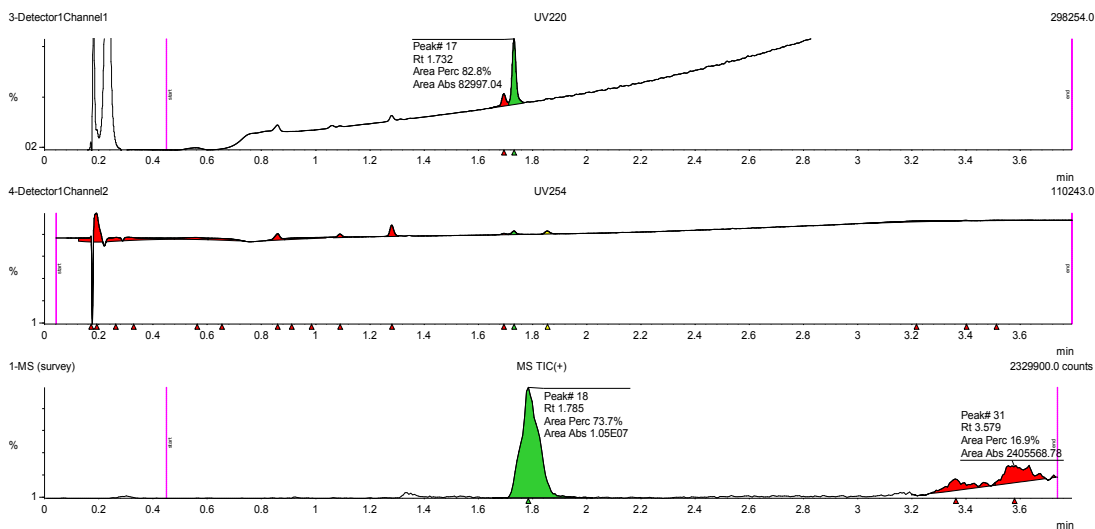 3-Detector1Channel1 UV220 298254.0
Peak# 17
Rt 1.732
Area Perc 82.8%
Area Abs 82997.04
%
02
start
end
0 0.2 0.4 0.6 0.8 1 1.2 1.4 1.6 1.8 2 2.2 2.4 2.6 2.8 3 3.2 3.4 3.6
min
4-Detector1Channel2 UV254 110243.0
%
1
start
end
0 0.2 0.4 0.6 0.8 1 1.2 1.4 1.6 1.8 2 2.2 2.4 2.6 2.8 3 3.2 3.4 3.6
min
1-MS (survey) MS TIC(+) 2329900.0 counts
Peak# 18
Rt 1.785
Area Perc 73.7%
Area Abs 1.05E07
Peak# 31
Rt 3.579
Area Perc 16.9%
Area Abs 2405568.78
%
1
start
end
0 0.2 0.4 0.6 0.8 1 1.2 1.4 1.6 1.8 2 2.2 2.4 2.6 2.8 3 3.2 3.4 3.6
min